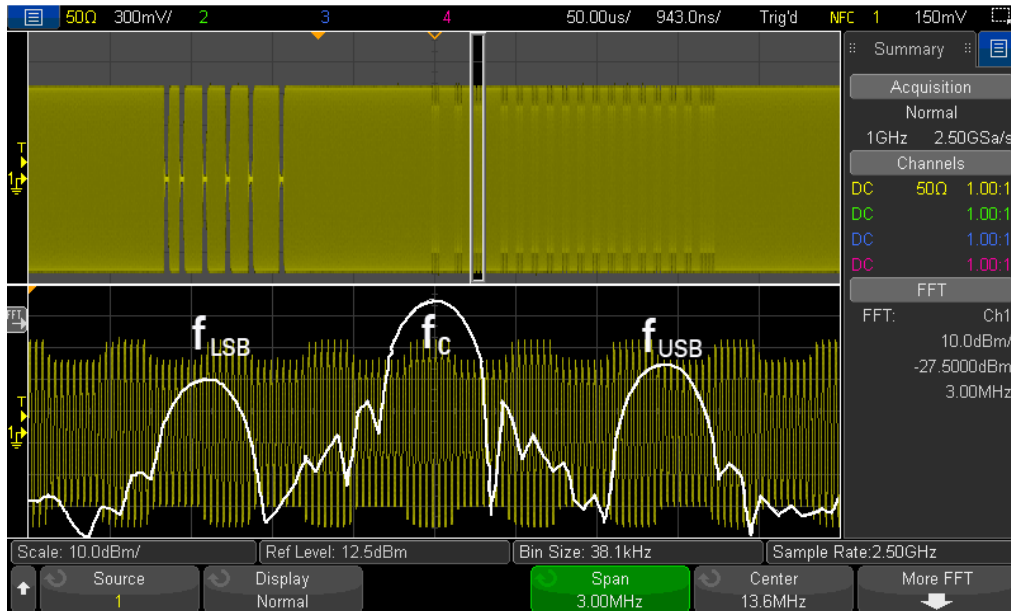 50Ω 300mV/ 2 3 4 50.00us/ 943.0ns/ Trig'd NFC 1 150mV
Summary
Acquisition
Normal
1GHz 2.50GSa/s
Channels
DC 50Ω 1.00:1
DC 1.00:1
DC 1.00:1
DC 1.00:1
FFT
FFT: Ch1
10.0dBm/
-27.5000dBm
3.00MHz
T
1
FFT
fLSB fC fUSB
T
1
Scale: 10.0dBm/ Ref Level: 12.5dBm Bin Size: 38.1kHz Sample Rate:2.50GHz
Source Display Span Center More FFT
1 Normal 3.00MHz 13.6MHz